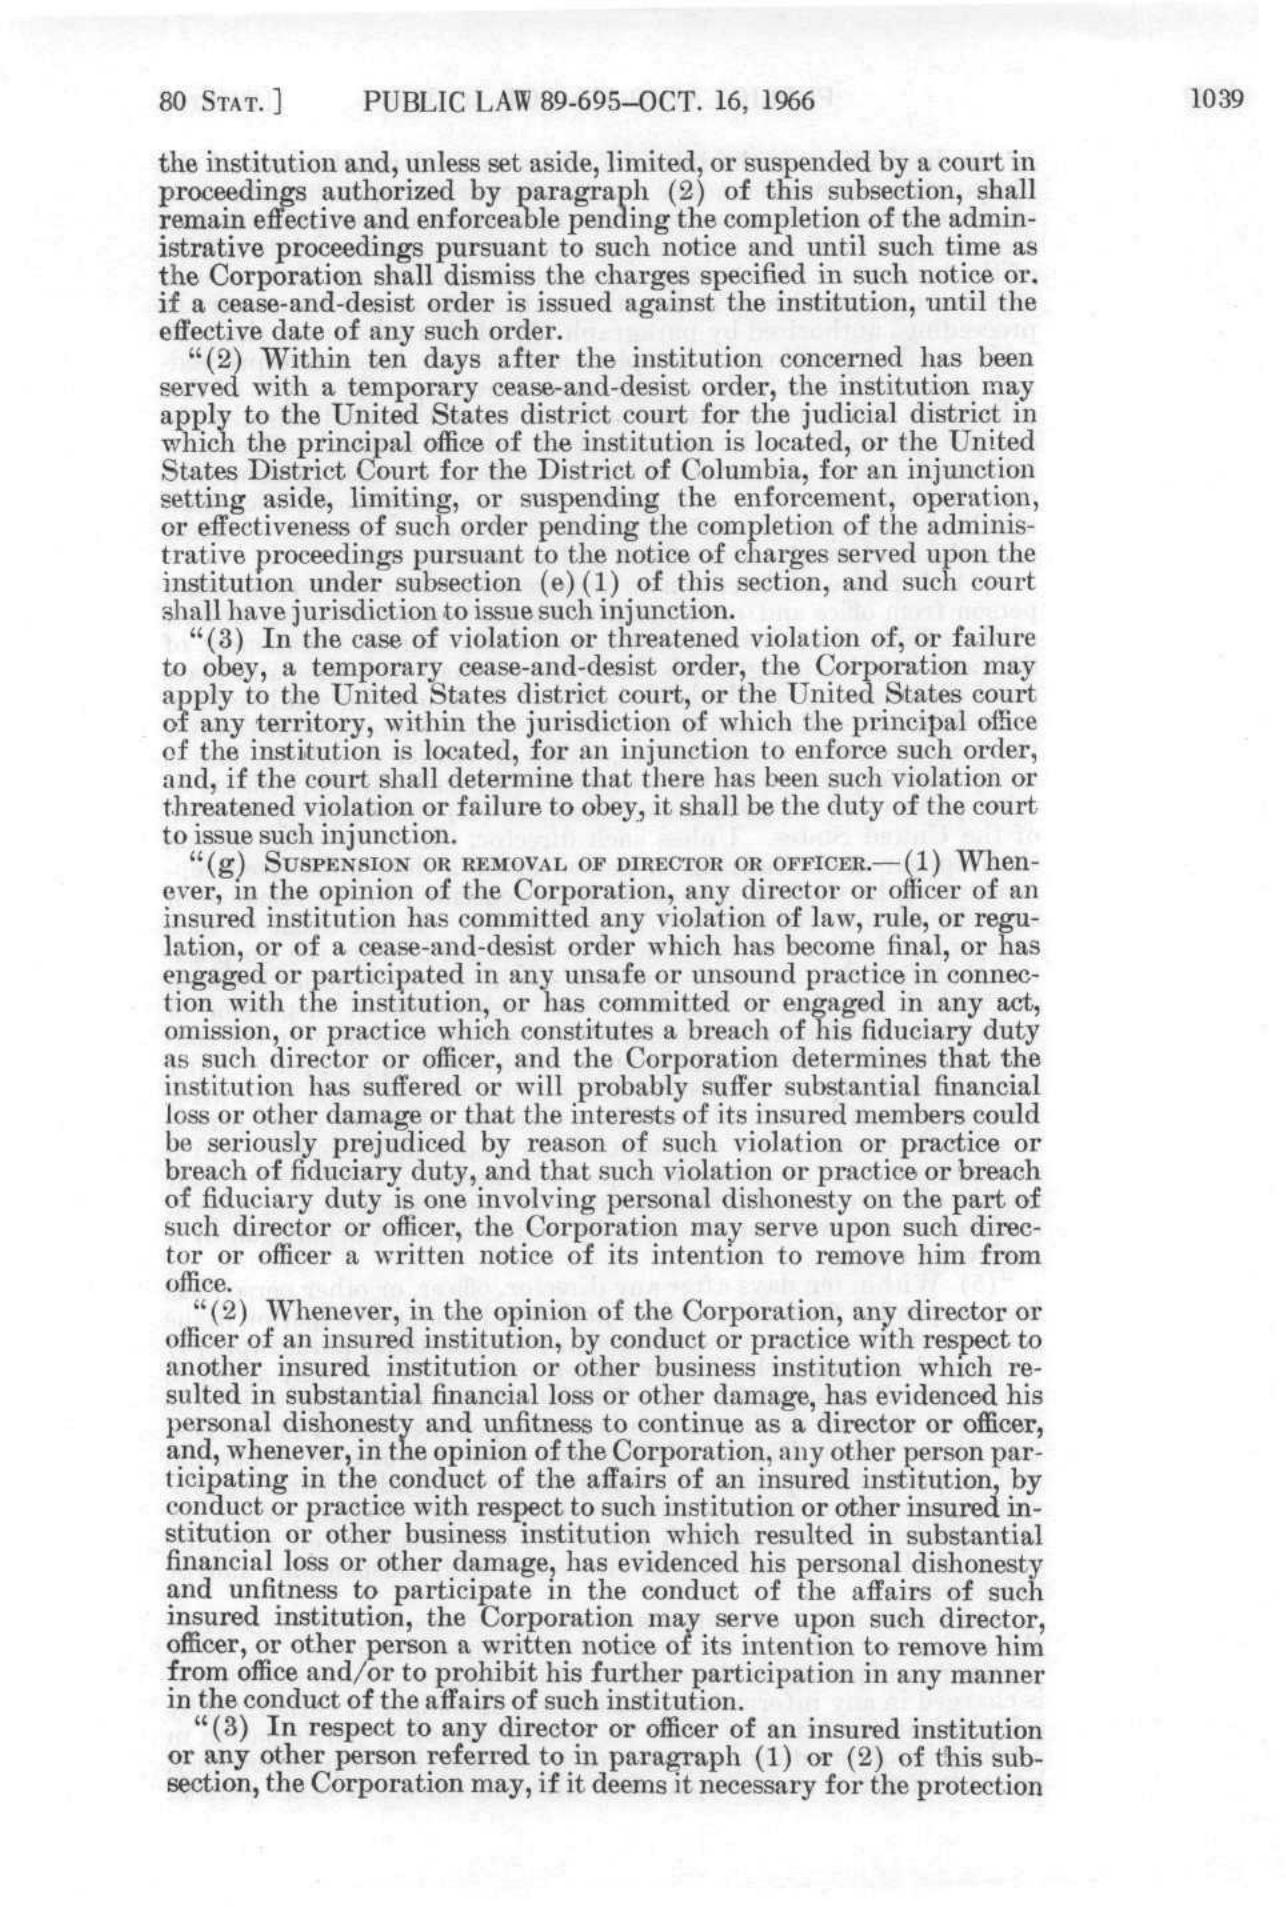 80 STAT. ] PUBLIC LAW 89-695–OCT. 16, 1966 1039
the institution and, unless set aside, limited, or suspended by a court in
proceedings authorized by paragraph (2) of this subsection, shall
remain effective and enforceable pending the completion of the admin-
istrative proceedings pursuant to such notice and until such time as
the Corporation shall dismiss the charges specified in such notice or.
if a cease-and-desist order is issued against the institution, until the
effective date of any such order.
“(2) Within ten days after the institution concerned has been
served with a temporary cease-and-desist order, the institution may
apply to the United States district court for the judicial district in
which the principal office of the institution is located, or the United
States District Court for the District of Columbia, for an injunction
setting aside, limiting, or suspending the enforcement, operation,
or effectiveness of such order pending the completion of the adminis-
trative proceedings pursuant to the notice of charges served upon the
institution under subsection (e)(1) of this section, and such court
shall have jurisdiction to issue such injunction.
“(3) In the case of violation or threatened violation of, or failure
to obey, a temporary cease-and-desist order, the Corporation may
apply to the United States district court, or the United States court
of any territory, within the jurisdiction of which the principal office
of the institution is located, for an injunction to enforce such order,
and, if the court shall determine that there has been such violation or
threatened violation or failure to obey, it shall be the duty of the court
to issue such injunction.
“(g) SUSPENSION OR REMOVAL OF DIRECTOR OR OFFICER.—(1) When-
ever, in the opinion of the Corporation, any director or officer of an
insured institution has committed any violation of law, rule, or regu-
lation, or of a cease-and-desist order which has become final, or has
engaged or participated in any unsafe or unsound practice in connec-
tion with the institution, or has committed or engaged in any act,
omission, or practice which constitutes a breach of his fiduciary duty
as such director or officer, and the Corporation determines that the
institution has suffered or will probably suffer substantial financial
loss or other damage or that the interests of its insured members could
be seriously prejudiced by reason of such violation or practice or
breach of fiduciary duty, and that such violation or practice or breach
of fiduciary duty is one involving personal dishonesty on the part of
such director or officer, the Corporation may serve upon such direc-
tor or officer a written notice of its intention to remove him from
office.
“(2) Whenever, in the opinion of the Corporation, any director or
officer of an insured institution, by conduct or practice with respect to
another insured institution or other business institution which re-
sulted in substantial financial loss or other damage, has evidenced his
personal dishonesty and unfitness to continue as a director or officer,
and, whenever, in the opinion of the Corporation, any other person par-
ticipating in the conduct of the affairs of an insured institution, by
conduct or practice with respect to such institution or other insured in-
stitution or other business institution which resulted in substantial
financial loss or other damage, has evidenced his personal dishonesty
and unfitness to participate in the conduct of the affairs of such
insured institution, the Corporation may serve upon such director,
officer, or other person a written notice of its intention to remove him
from office and/or to prohibit his further participation in any manner
in the conduct of the affairs of such institution.
“(3) In respect to any director or officer of an insured institution
or any other person referred to in paragraph (1) or (2) of this sub-
section, the Corporation may, if it deems it necessary for the protection